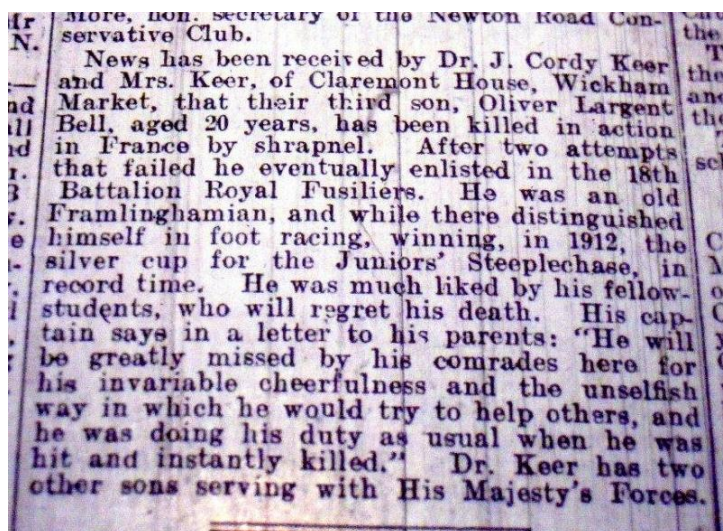 More, hon. secretary of the Newton Road Con-
servative Club.
News has been received by Dr. J. Cordy Keer
and Mrs. Keer, of Claremont House, Wickham
Market, that their third son, Oliver Largent
Bell, aged 20 years, has been killed in action
in France by shrapnel. After two attempts
that failed he eventually enlisted in the 18th
Battalion Royal Fusiliers. He was an old
Framlinghamian, and while there distinguished
himself in foot racing, winning, in 1912, the
silver cup for the Juniors' Steeplechase, in
record time. He was much liked by his fellow-
students, who will regret his death. His cap-
tain says in a letter to his parents: "He will
be greatly missed by his comrades here for
his invariable cheerfulness and the unselfish
way in which he would try to help others, and
he was doing his duty as usual when he was
hit and instantly killed." Dr. Keer has two
other sons serving with His Majesty's Forces.